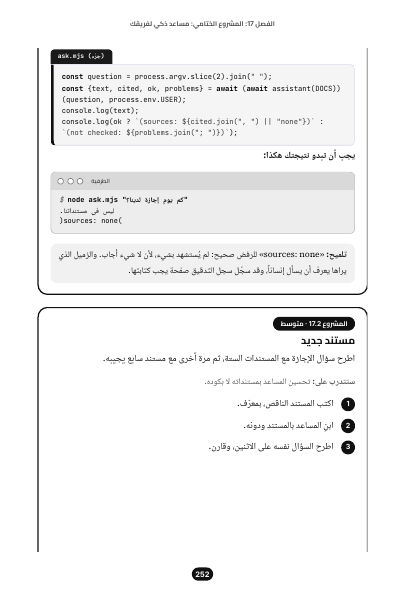 الفصل 17: المشروع الختامي: مساعد ذكي لفريقك
ask.mjs (جزء)
const question = process.argv.slice(2).join(" ");
const {text, cited, ok, problems} = await (await assistant(DOCS))
(question, process.env.USER);
console.log(text);
console.log(ok ? `(sources: ${cited.join(", ") || "none"})` :
`(not checked: ${problems.join("; ")})`);
يجب أن تبدو نتيجتك هكذا:
الطرفية
$ node ask.mjs "كم يوم إجازة لدينا؟"
ليس في مستنداتنا.
)sources: none(
تلميح: «sources: none» للرفض صحيح: لم يُستشهد بشيء، لأن لا شيء أجاب. والزميل الذي
يراها يعرف أن يسأل إنساناً، وقد سجّل سجل التدقيق صفحة يجب كتابتها.
المشروع 17.2 · متوسط
مستند جديد
اطرح سؤال الإجازة مع المستندات الستة، ثم مرة أخرى مع مستند سابع يجيبه.
ستتدرب على: تحسين المساعد بمستنداته لا بكوده.
1 اكتب المستند الناقص، بمعرّف.
2 ابنِ المساعد بالمستند ودونه.
3 اطرح السؤال نفسه على الاثنين، وقارن.
252